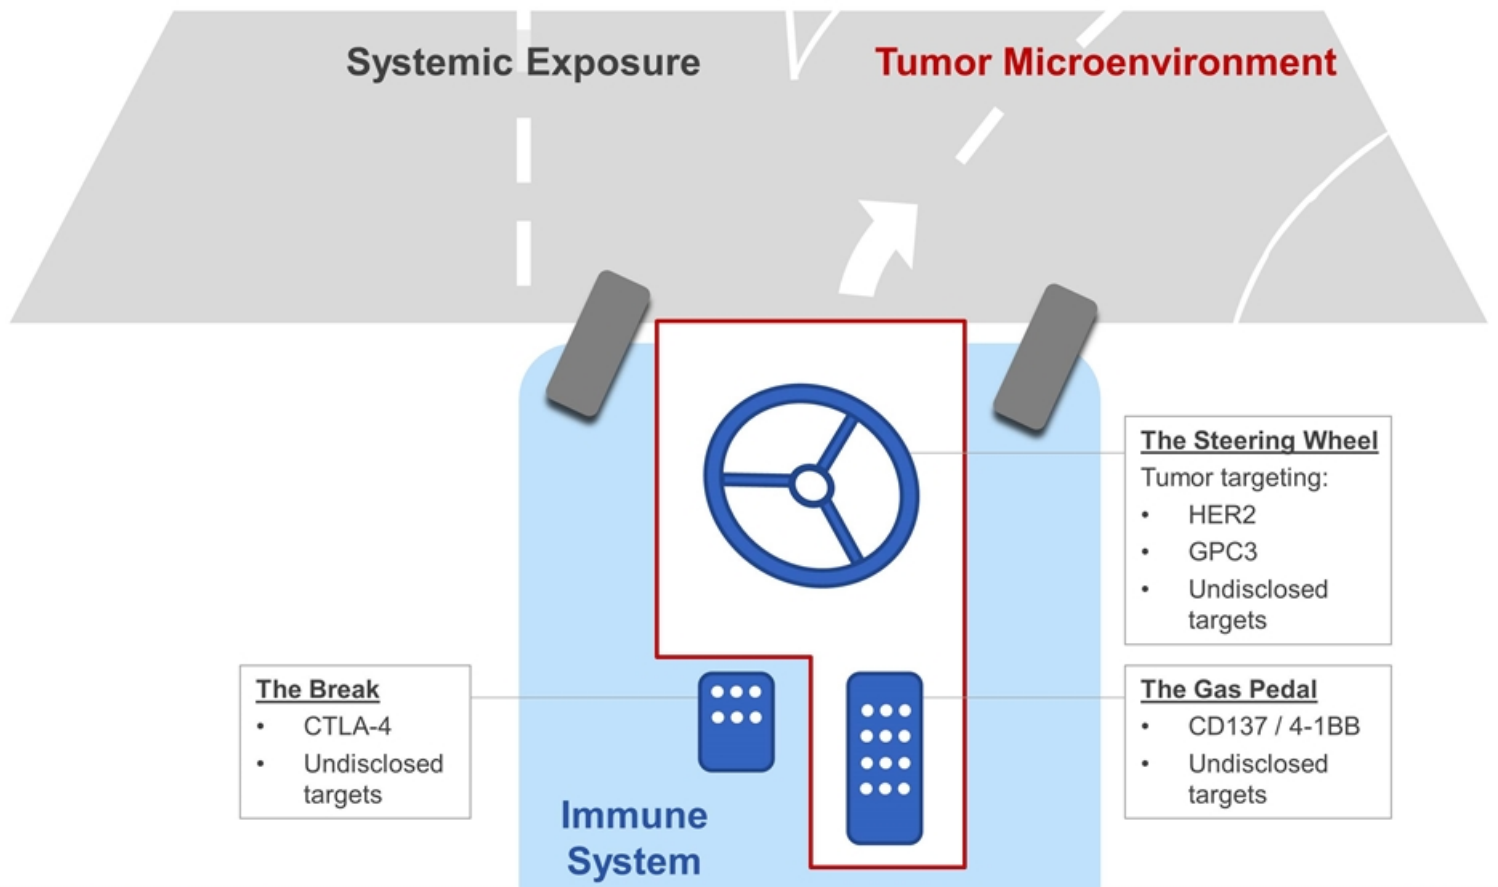 Systemic Exposure
Tumor Microenvironment
The Steering Wheel
Tumor targeting:
• HER2
• GPC3
• Undisclosed
targets
The Break
• CTLA-4
• Undisclosed
targets
The Gas Pedal
• CD137 / 4-1BB
• Undisclosed
targets
Immune
System